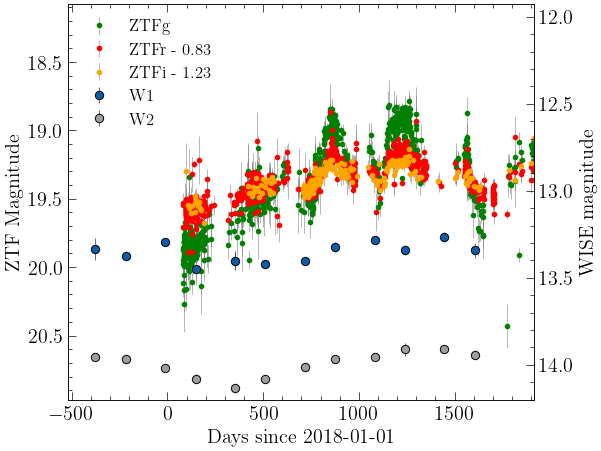 ZTFg
ZTFr - 0.83
ZTFi - 1.23
W1
W2
ZTF Magnitude
18.5
19.0
19.5
20.0
20.5
12.0
12.5
13.0
13.5
14.0
WISE magnitude
−500 0 500 1000 1500
Days since 2018-01-01